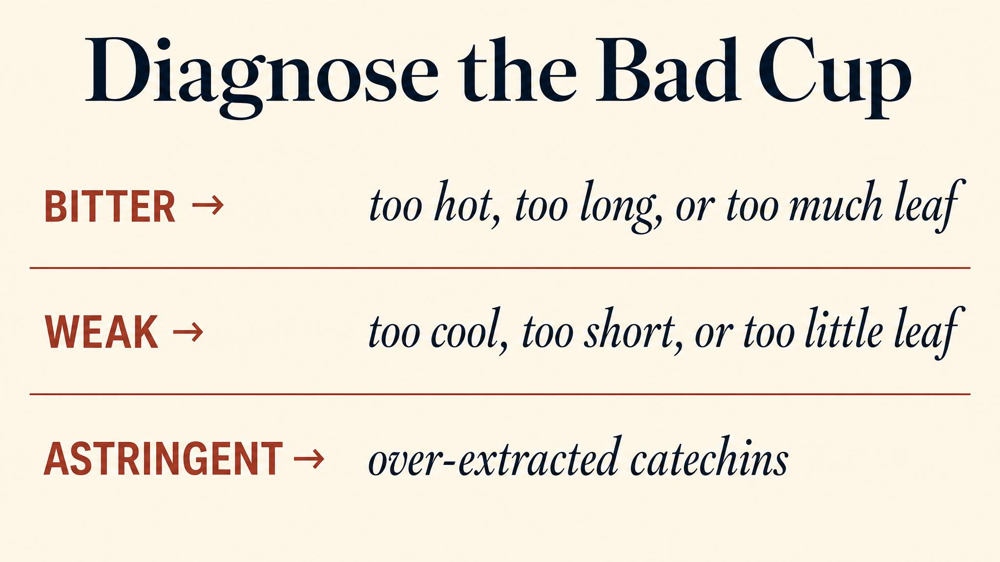 Diagnose the Bad Cup
BITTER → too hot, too long, or too much leaf
WEAK → too cool, too short, or too little leaf
ASTRINGENT → over-extracted catechins